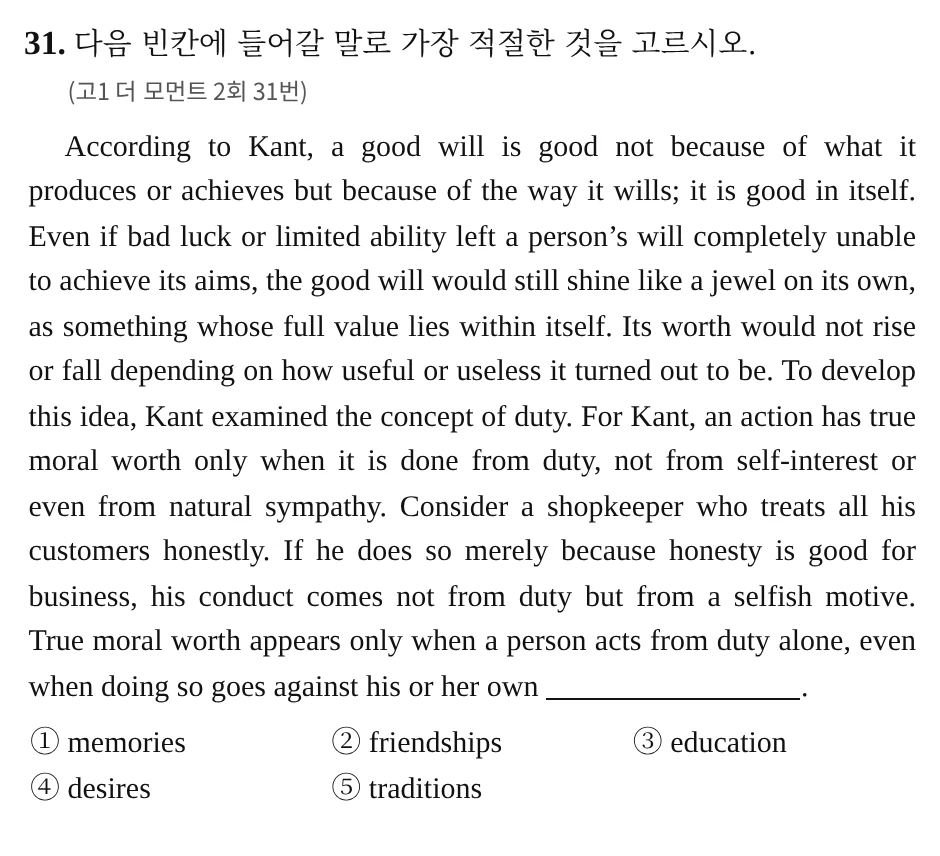 31. 다음 빈칸에 들어갈 말로 가장 적절한 것을 고르시오.
(고1 더 모먼트 2회 31번)
According to Kant, a good will is good not because of what it
produces or achieves but because of the way it wills; it is good in itself.
Even if bad luck or limited ability left a person’s will completely unable
to achieve its aims, the good will would still shine like a jewel on its own,
as something whose full value lies within itself. Its worth would not rise
or fall depending on how useful or useless it turned out to be. To develop
this idea, Kant examined the concept of duty. For Kant, an action has true
moral worth only when it is done from duty, not from self-interest or
even from natural sympathy. Consider a shopkeeper who treats all his
customers honestly. If he does so merely because honesty is good for
business, his conduct comes not from duty but from a selfish motive.
True moral worth appears only when a person acts from duty alone, even
when doing so goes against his or her own ____________.
① memories ② friendships ③ education
④ desires ⑤ traditions